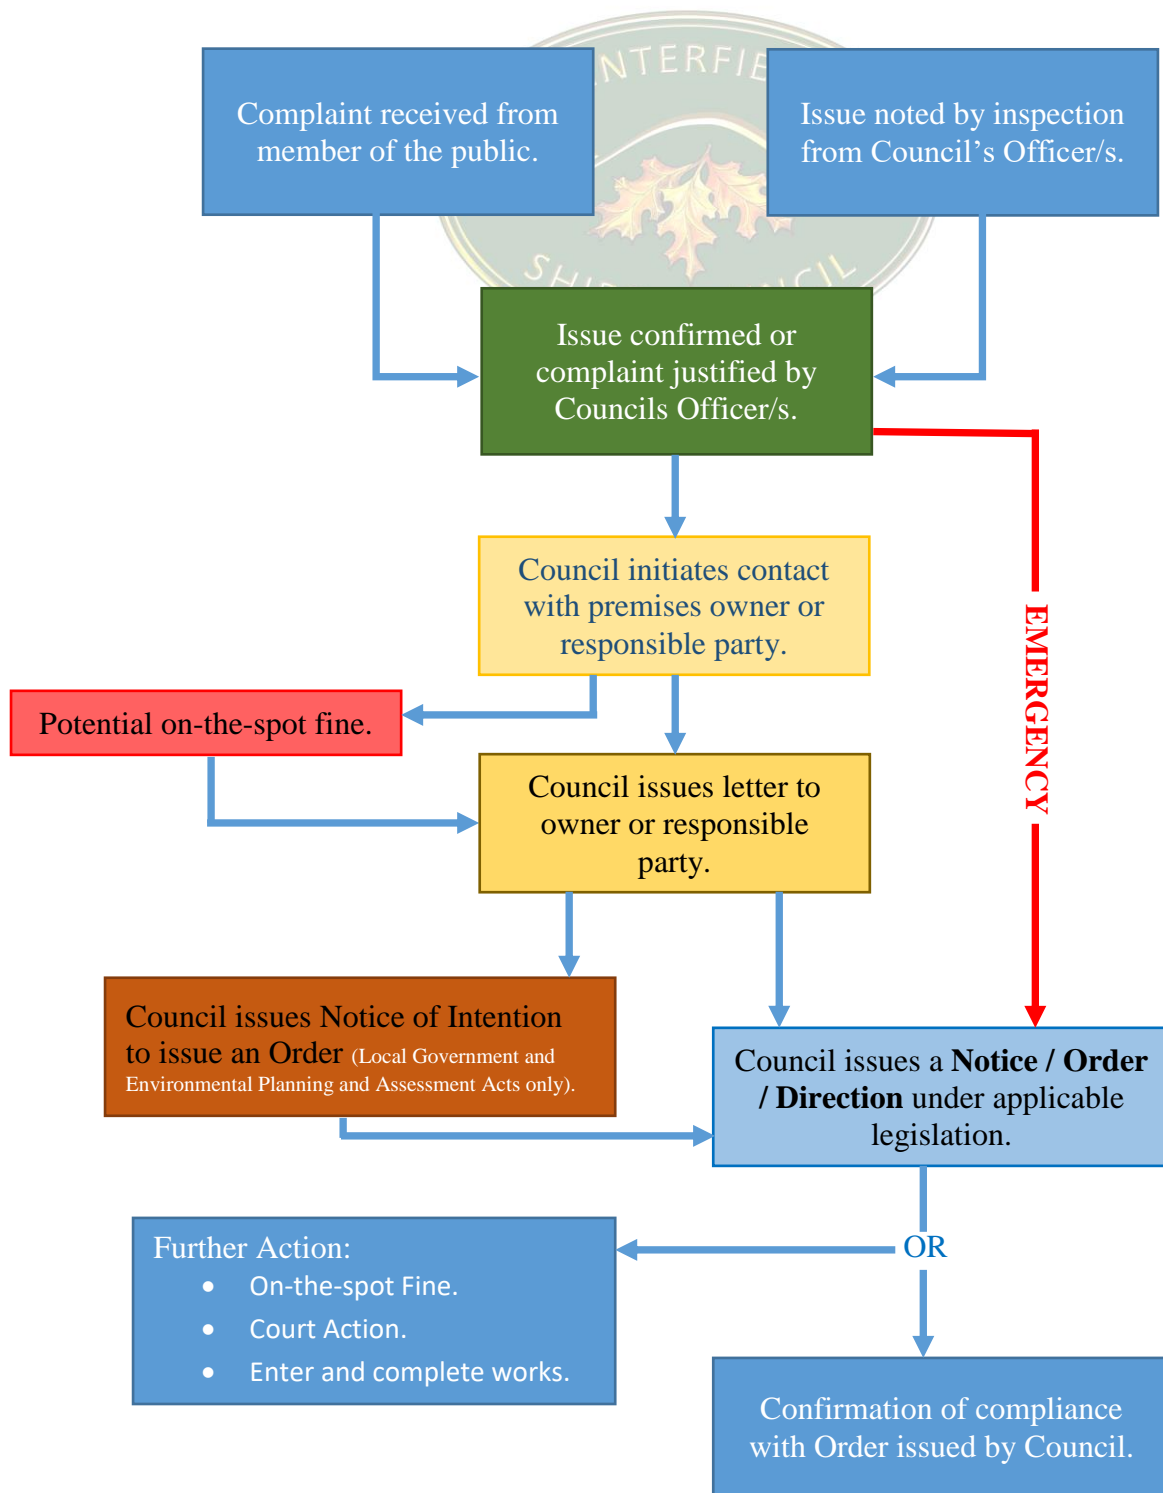 NTERFIE
Complaint received from
member of the public.
Issue noted by inspection
from Council’s Officer/s.
Issue confirmed or
complaint justified by
Councils Officer/s.
Council initiates contact
with premises owner or
responsible party.
EMERGENCY
Potential on-the-spot fine.
Council issues letter to
owner or responsible
party.
Council issues Notice of Intention
to issue an Order (Local Government and
Environmental Planning and Assessment Acts only).
Council issues a Notice / Order
/ Direction under applicable
legislation.
OR
Further Action:
• On-the-spot Fine.
• Court Action.
• Enter and complete works.
Confirmation of compliance
with Order issued by Council.